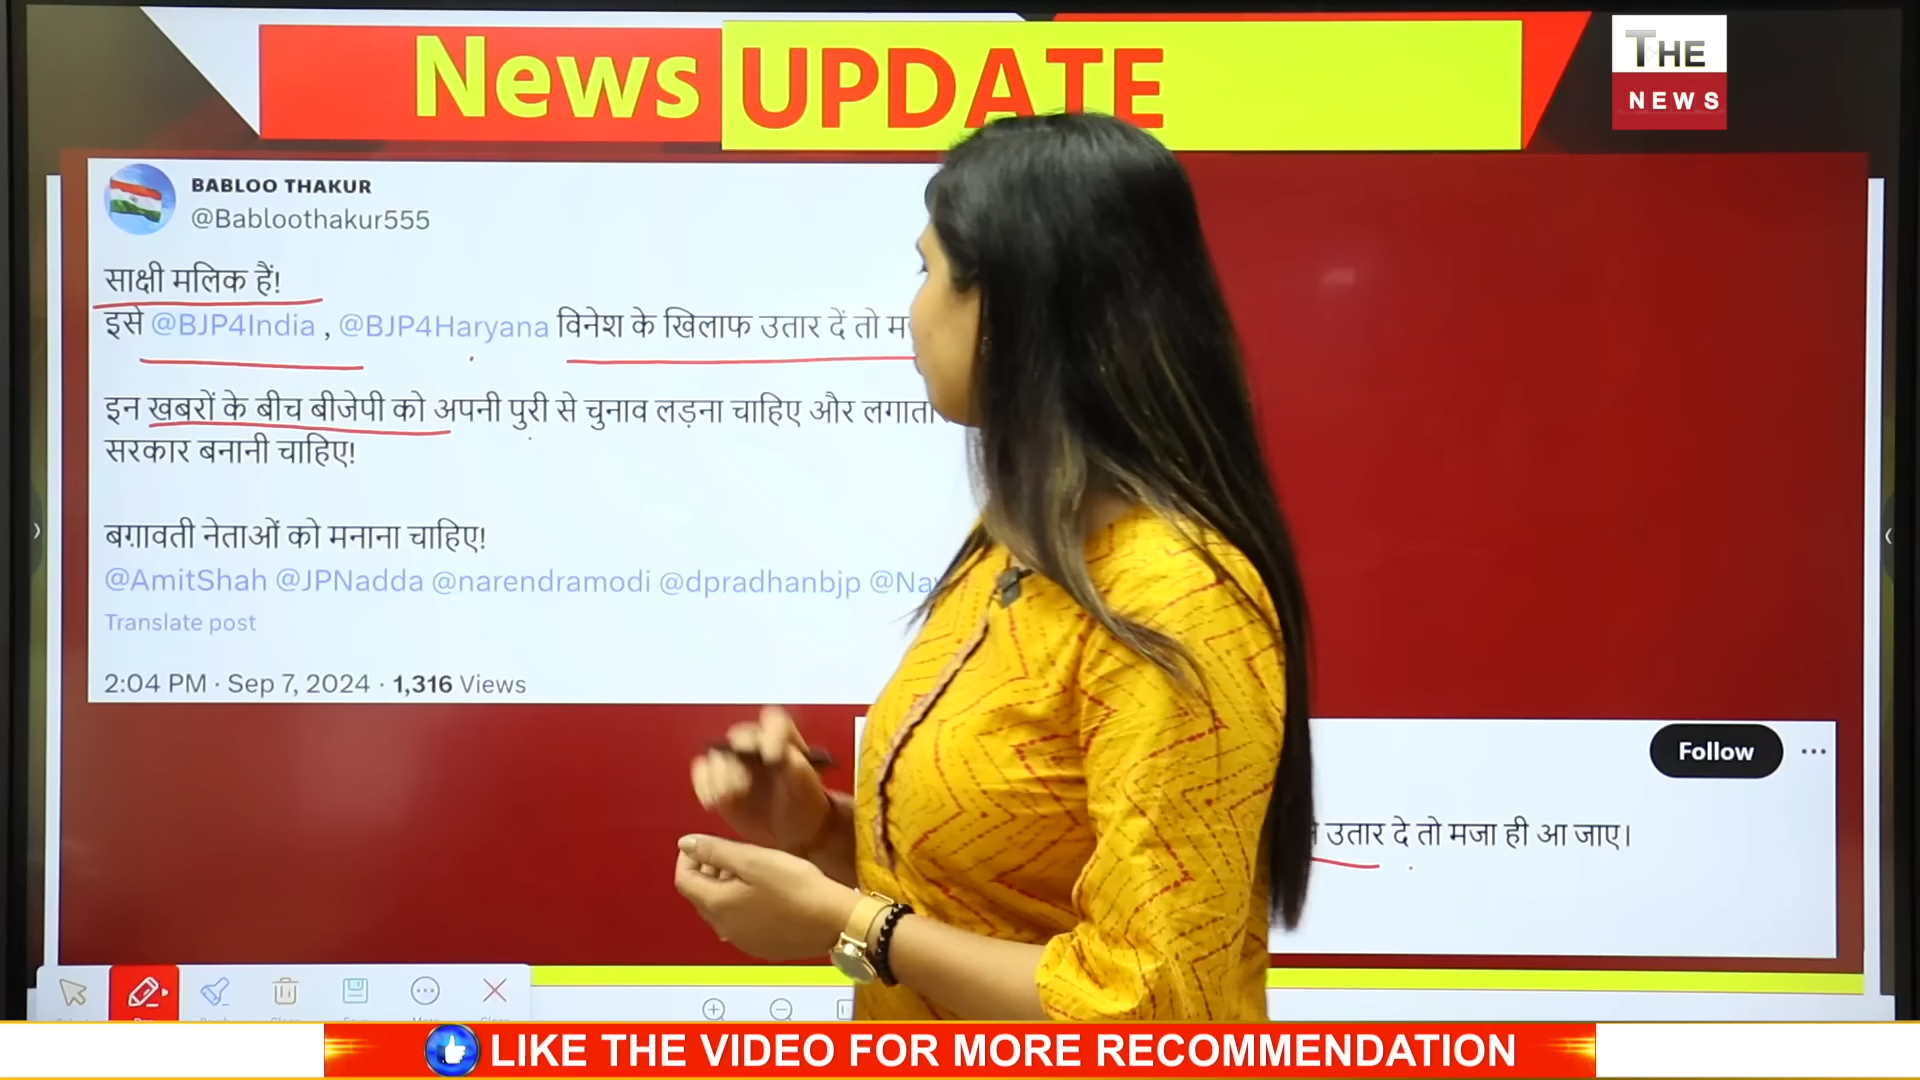 News UPDATE
THE
NEWS
BABLOO THAKUR
@Babloothakur555
साक्षी मलिक हैं!
इसे @BJP4India , @BJP4Haryana विनेश के खिलाफ उतार दें तो
इन खबरों के बीच बीजेपी को अपनी पुरी से चुनाव लड़ना चाहिए और
सरकार बनानी चाहिए!
बग़ावती नेताओं को मनाना चाहिए!
@AmitShah @JPNadda @narendramodi @dpradhanbjp
Translate post
2:04 PM · Sep 7, 2024 · 1,316 Views
Follow
उतार दे तो मजा ही आ जाए।
LIKE THE VIDEO FOR MORE RECOMMENDATION